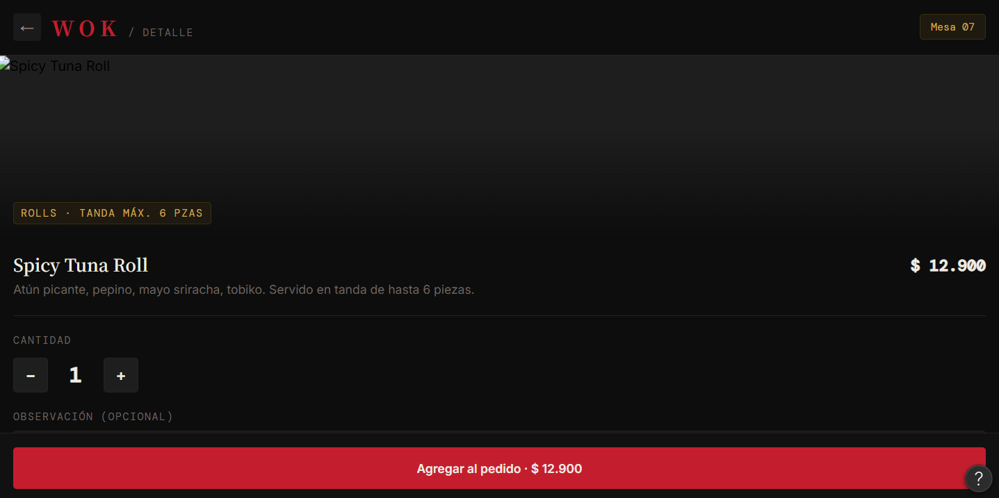 ← WOK / DETALLE
Mesa 07
Spicy Tuna Roll
ROLLS · TANDA MÁX. 6 PZAS
Spicy Tuna Roll
$ 12.900
Atún picante, pepino, mayo sriracha, tobiko. Servido en tanda de hasta 6 piezas.
CANTIDAD
− 1 +
OBSERVACIÓN (OPCIONAL)
Agregar al pedido · $ 12.900
?